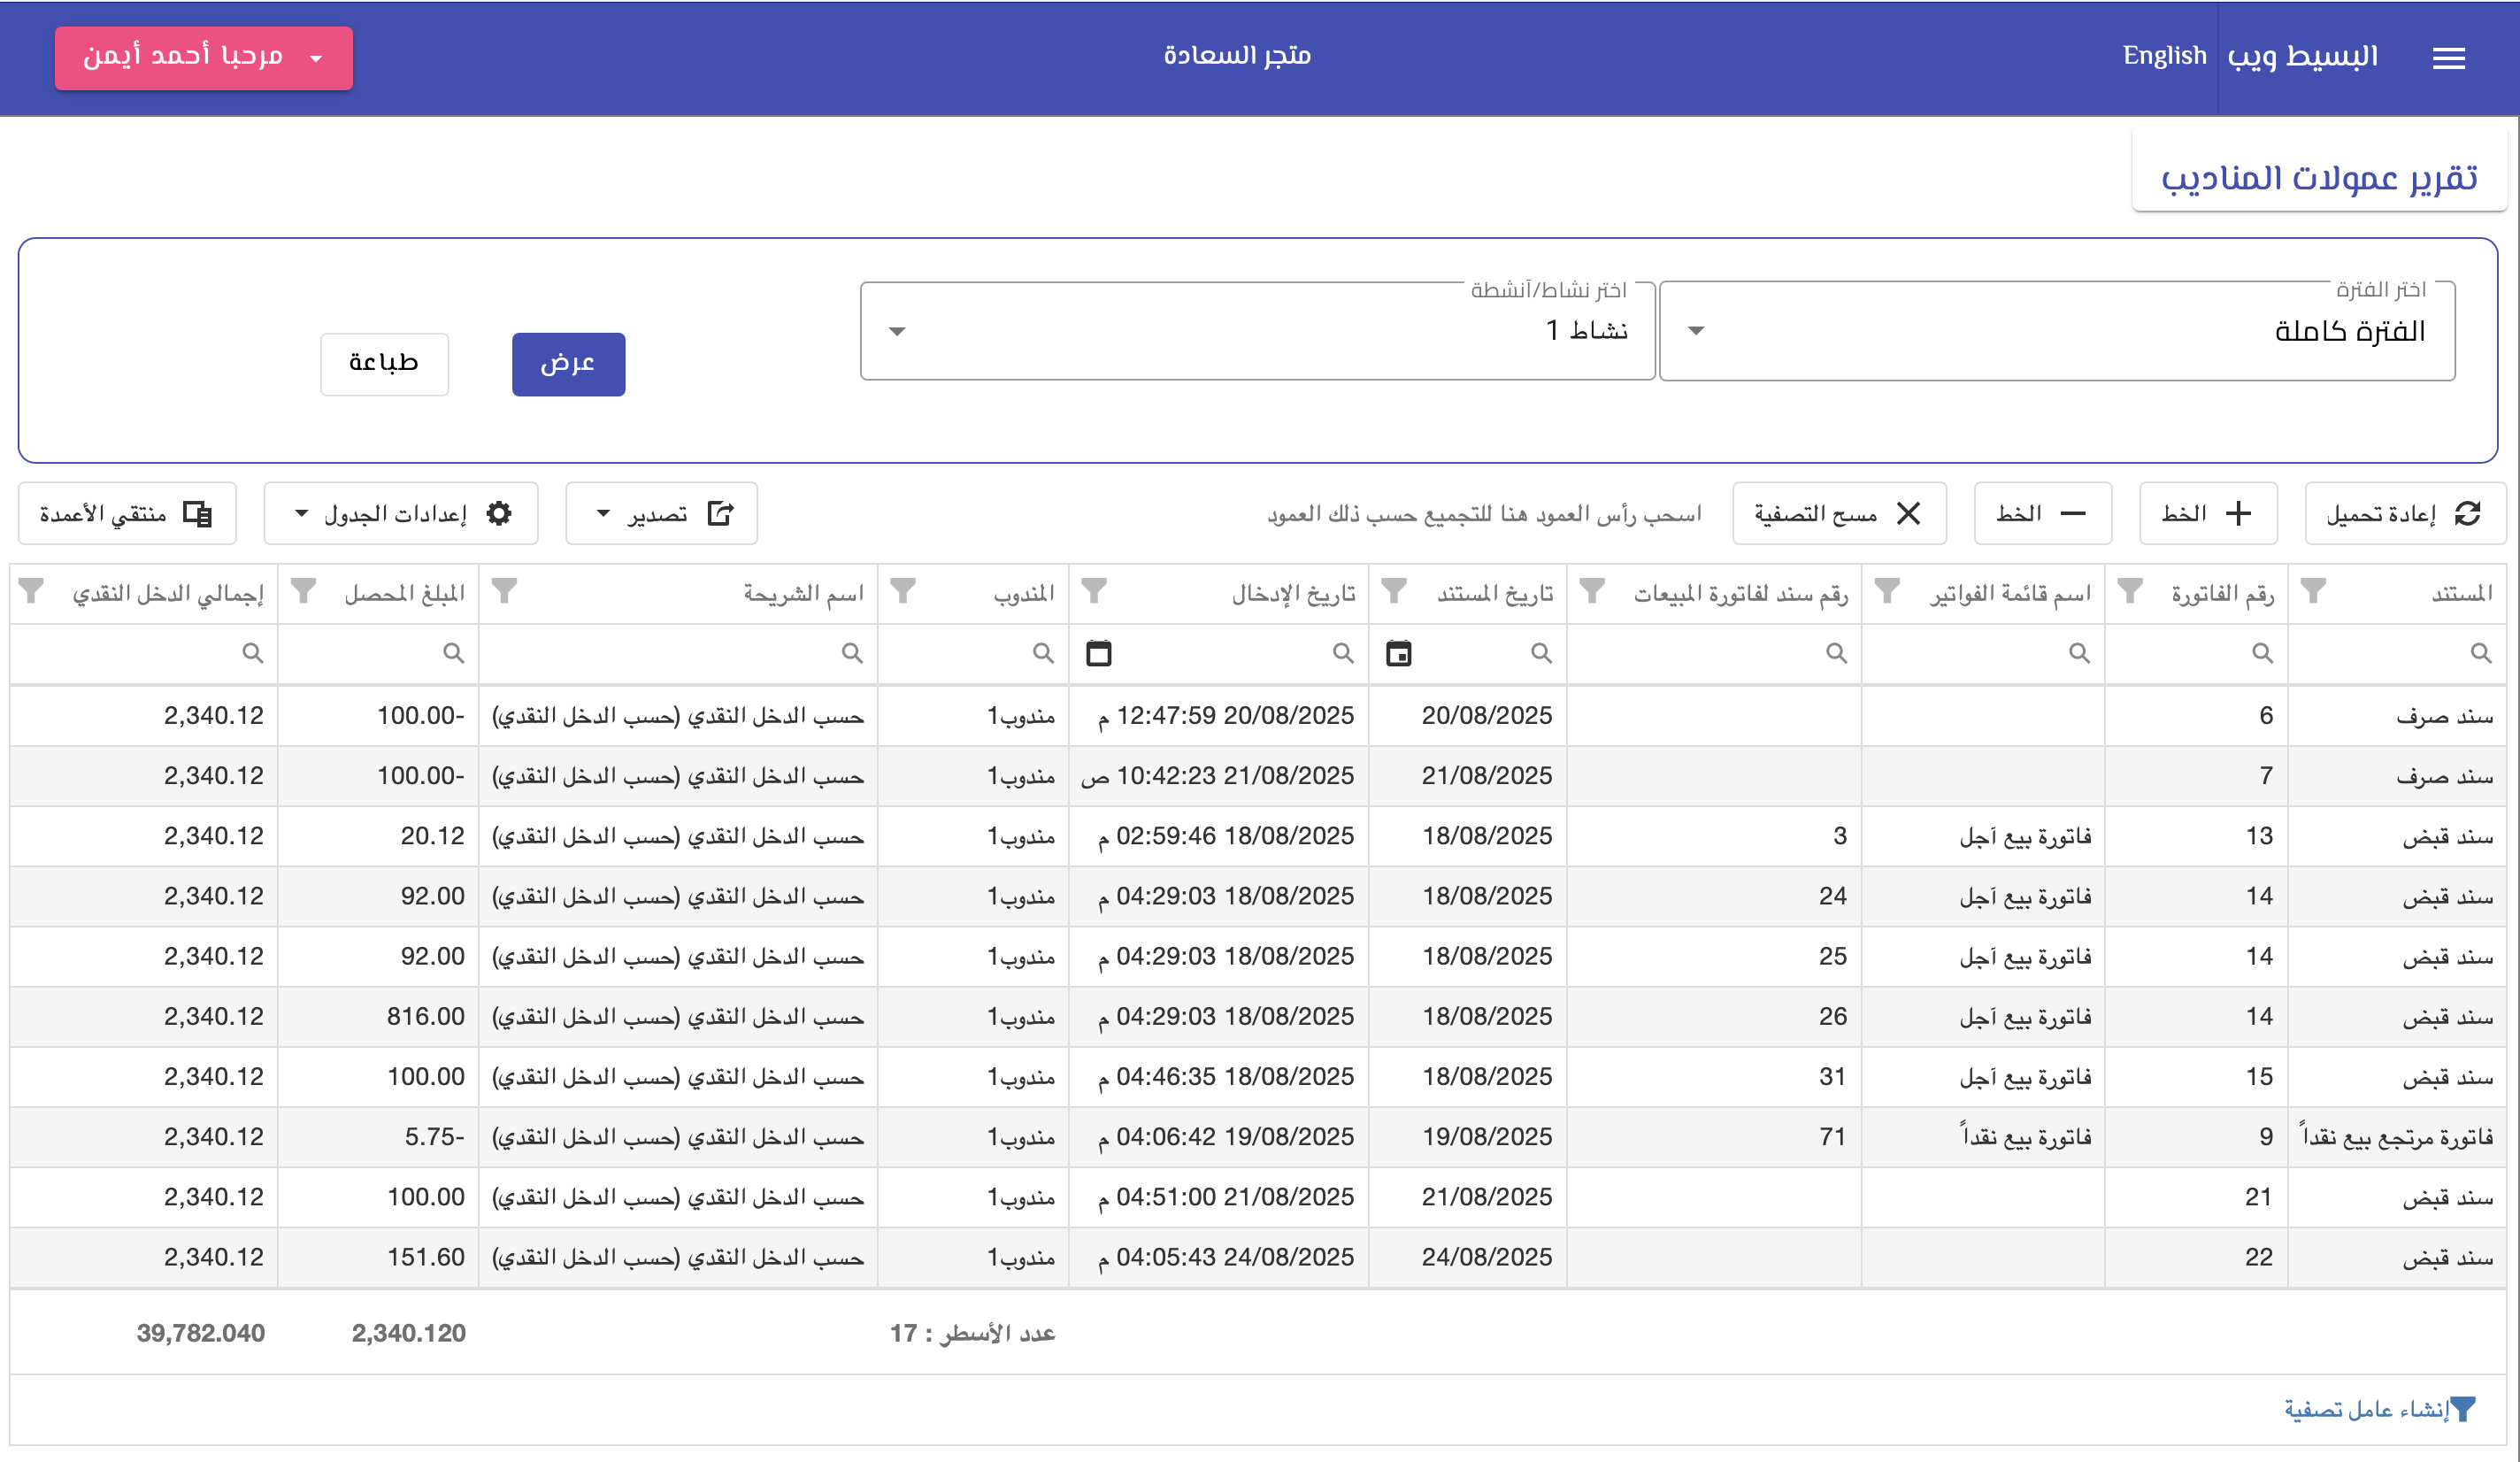 البسيط ويب English متجر السعادة مرحبا أحمد أيمن
تقرير عمولات المناديب
اختر الفترة اختر نشاط/أنشطة
الفترة كاملة نشاط 1
عرض طباعة
إعادة تحميل الخط الخط مسح التصفية اسحب رأس العمود هنا للتجميع حسب ذلك العمود تصدير إعدادات الجدول منتقي الأعمدة
المستند رقم الفاتورة اسم قائمة الفواتير رقم سند لفاتورة المبيعات تاريخ المستند تاريخ الإدخال المندوب اسم الشريحة المبلغ المحصل إجمالي الدخل النقدي
سند صرف 6 20/08/2025 20/08/2025 12:47:59 م مندوب1 حسب الدخل النقدي (حسب الدخل النقدي) -100.00 2,340.12
سند صرف 7 21/08/2025 21/08/2025 10:42:23 ص مندوب1 حسب الدخل النقدي (حسب الدخل النقدي) -100.00 2,340.12
سند قبض 13 فاتورة بيع آجل 3 18/08/2025 18/08/2025 02:59:46 م مندوب1 حسب الدخل النقدي (حسب الدخل النقدي) 20.12 2,340.12
سند قبض 14 فاتورة بيع آجل 24 18/08/2025 18/08/2025 04:29:03 م مندوب1 حسب الدخل النقدي (حسب الدخل النقدي) 92.00 2,340.12
سند قبض 14 فاتورة بيع آجل 25 18/08/2025 18/08/2025 04:29:03 م مندوب1 حسب الدخل النقدي (حسب الدخل النقدي) 92.00 2,340.12
سند قبض 14 فاتورة بيع آجل 26 18/08/2025 18/08/2025 04:29:03 م مندوب1 حسب الدخل النقدي (حسب الدخل النقدي) 816.00 2,340.12
سند قبض 15 فاتورة بيع آجل 31 18/08/2025 18/08/2025 04:46:35 م مندوب1 حسب الدخل النقدي (حسب الدخل النقدي) 100.00 2,340.12
فاتورة مرتجع بيع نقداً 9 فاتورة بيع نقداً 71 19/08/2025 19/08/2025 04:06:42 م مندوب1 حسب الدخل النقدي (حسب الدخل النقدي) -5.75 2,340.12
سند قبض 21 21/08/2025 21/08/2025 04:51:00 م مندوب1 حسب الدخل النقدي (حسب الدخل النقدي) 100.00 2,340.12
سند قبض 22 24/08/2025 24/08/2025 04:05:43 م مندوب1 حسب الدخل النقدي (حسب الدخل النقدي) 151.60 2,340.12
عدد الأسطر : 17 2,340.120 39,782.040
إنشاء عامل تصفية